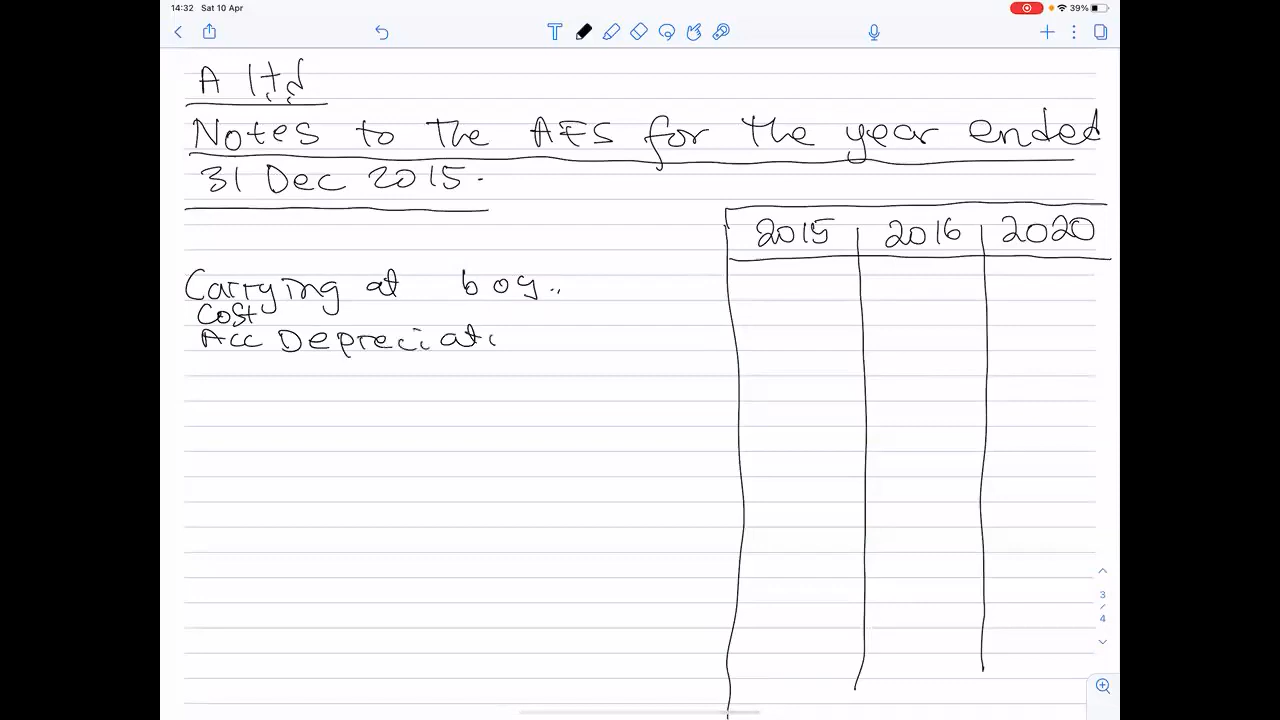 14:32 Sat 10 Apr
39%
A ltd
Notes to the AFS for the year ended
31 Dec 2015.
2015 2016 2020
Carrying at boy..
Cost
Acc Depreciati
3
/
4